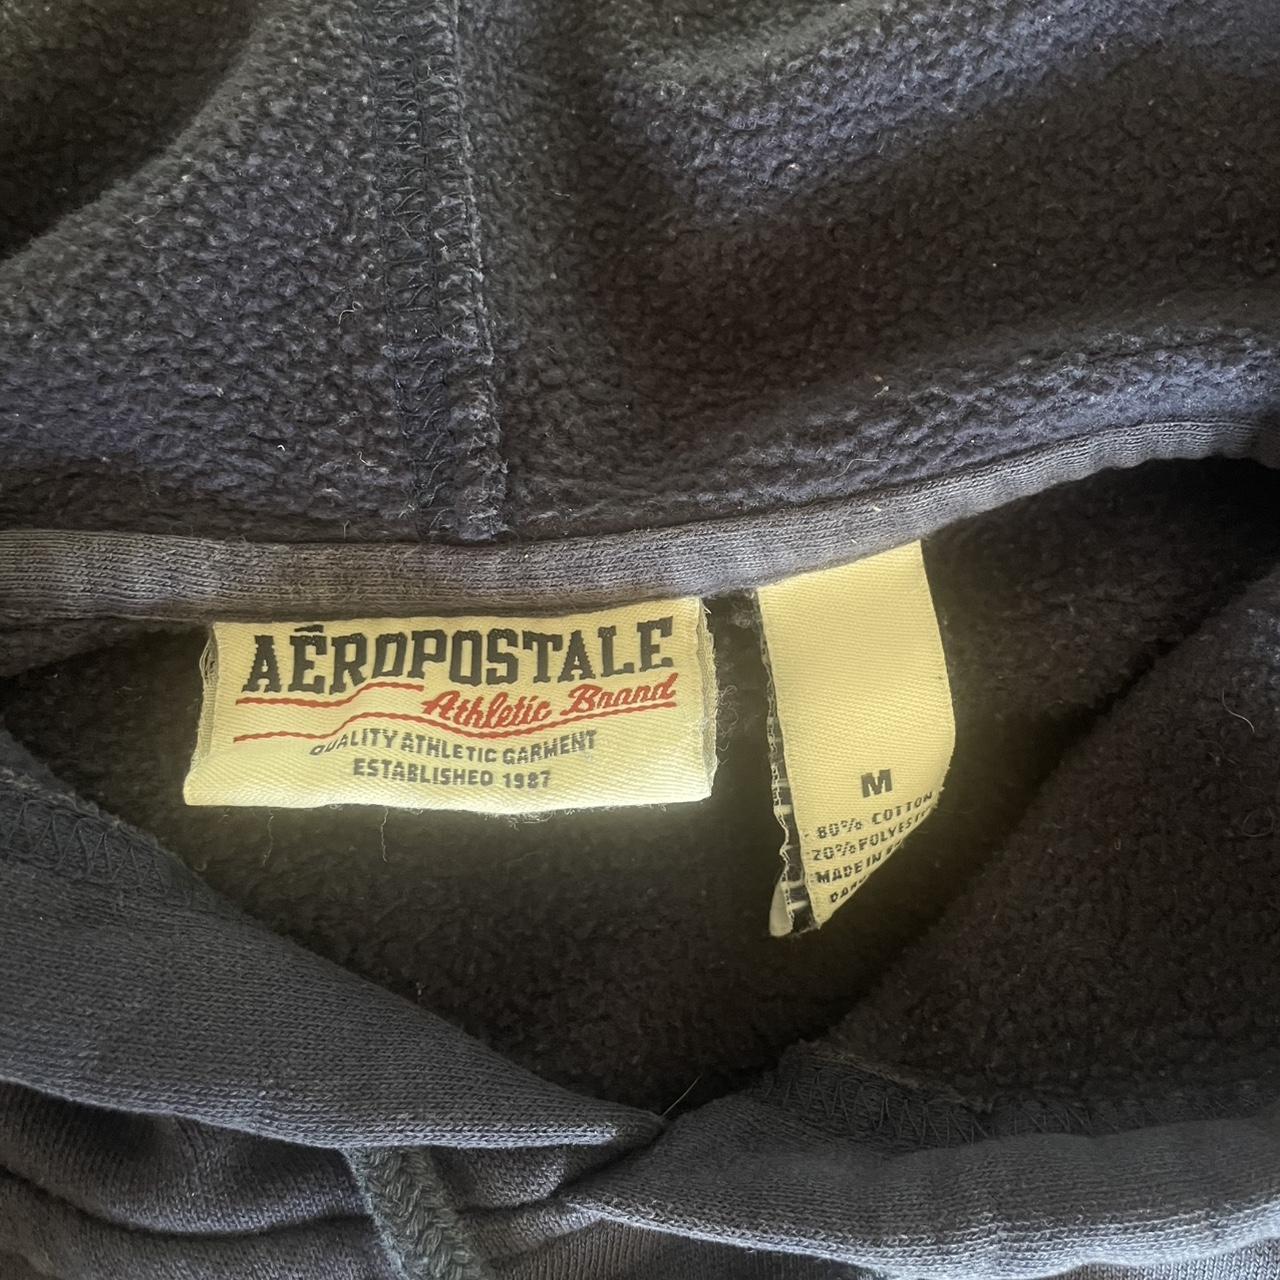 AÉROPOSTALE
Athletic Brand
QUALITY ATHLETIC GARMENT
ESTABLISHED 1987
M
80% COTTON
20% POLYESTER
MADE IN